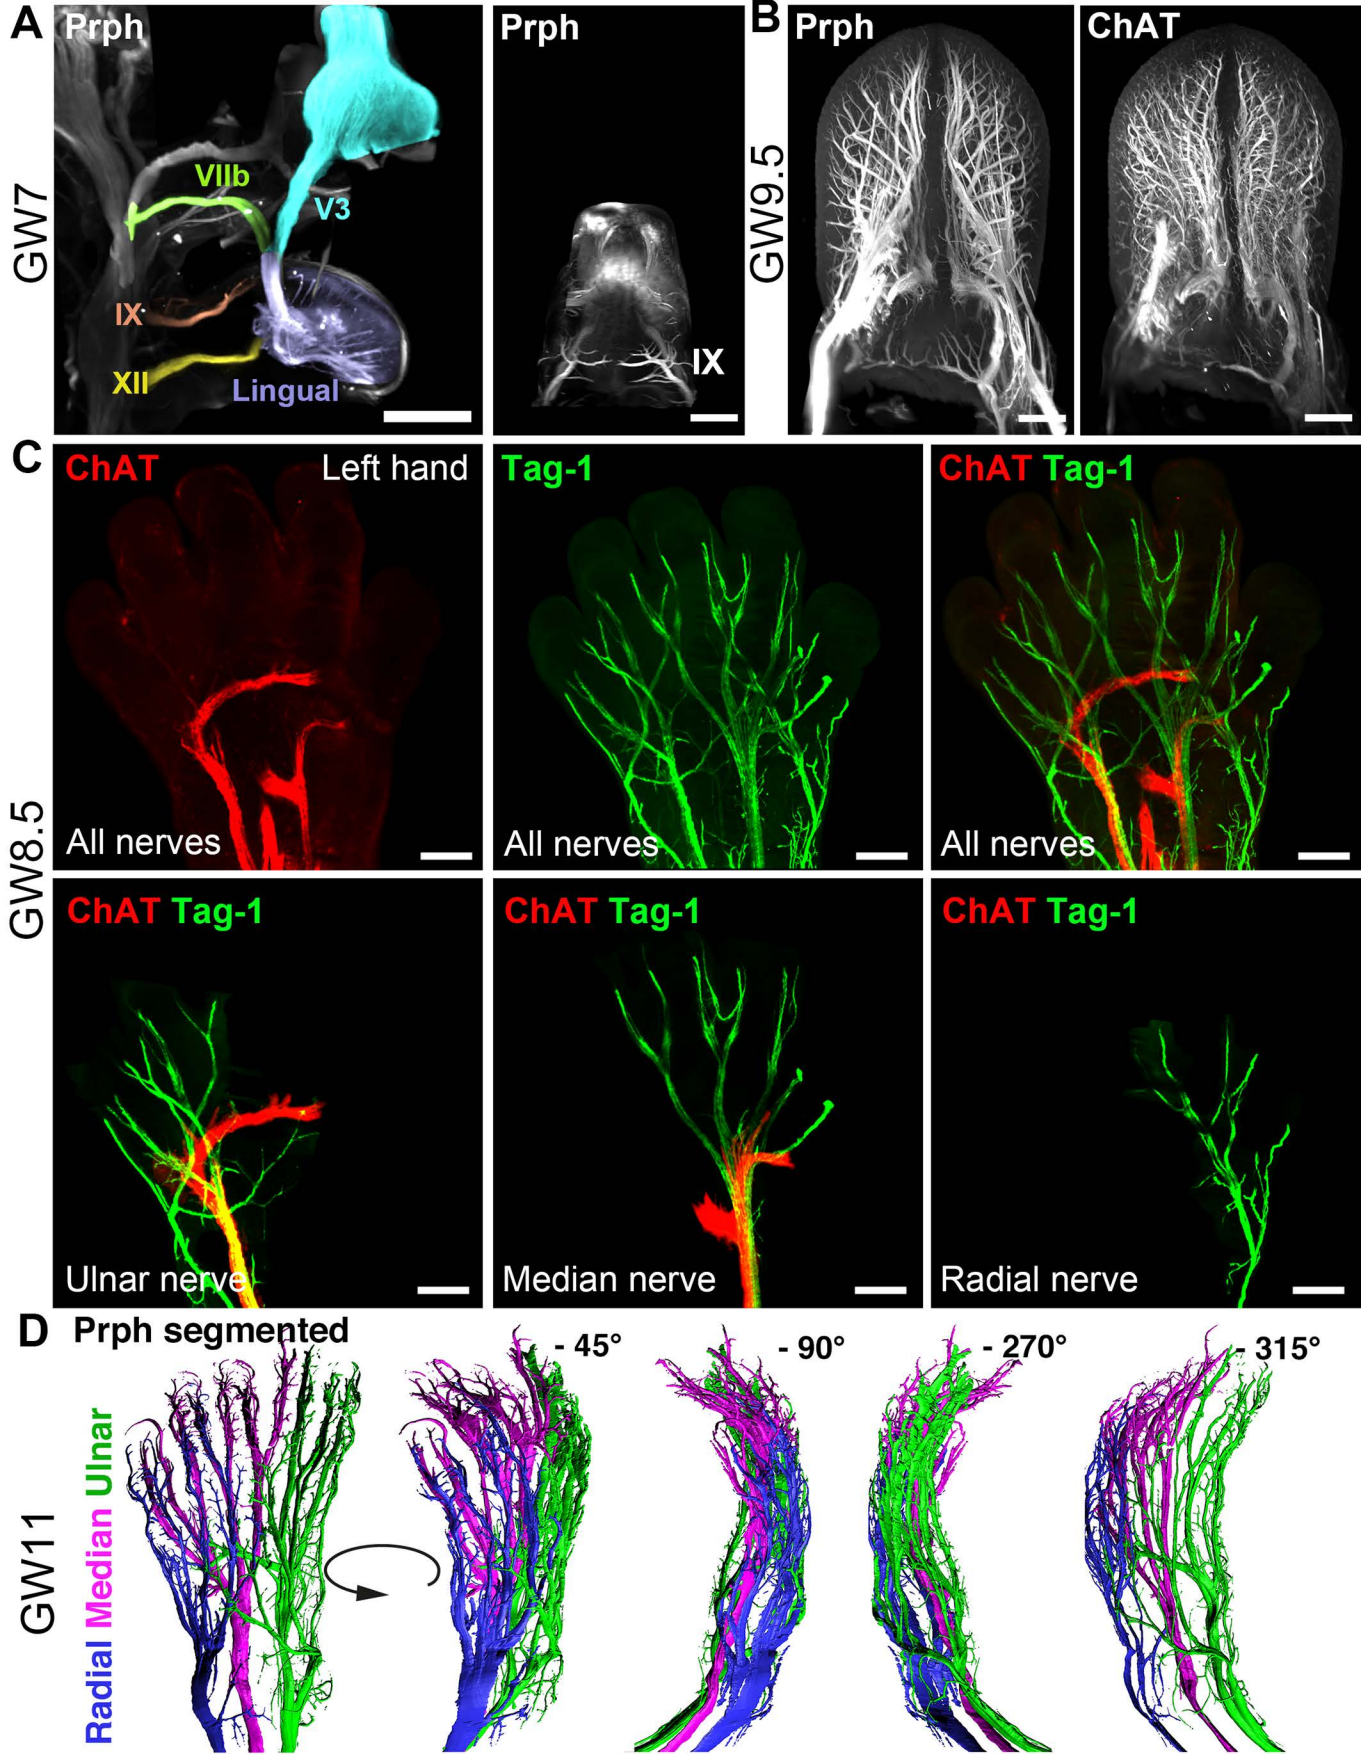 A
Prph
VIIb
V3
IX
XII
Lingual
Prph
IX
GW7
B
Prph
ChAT
GW9.5
C
ChAT
Left hand
All nerves
Tag-1
All nerves
ChAT Tag-1
All nerves
GW8.5
ChAT Tag-1
Ulnar nerve
ChAT Tag-1
Median nerve
ChAT Tag-1
Radial nerve
D
Prph segmented
- 45°
- 90°
- 270°
- 315°
GW11
Radial Median Ulnar